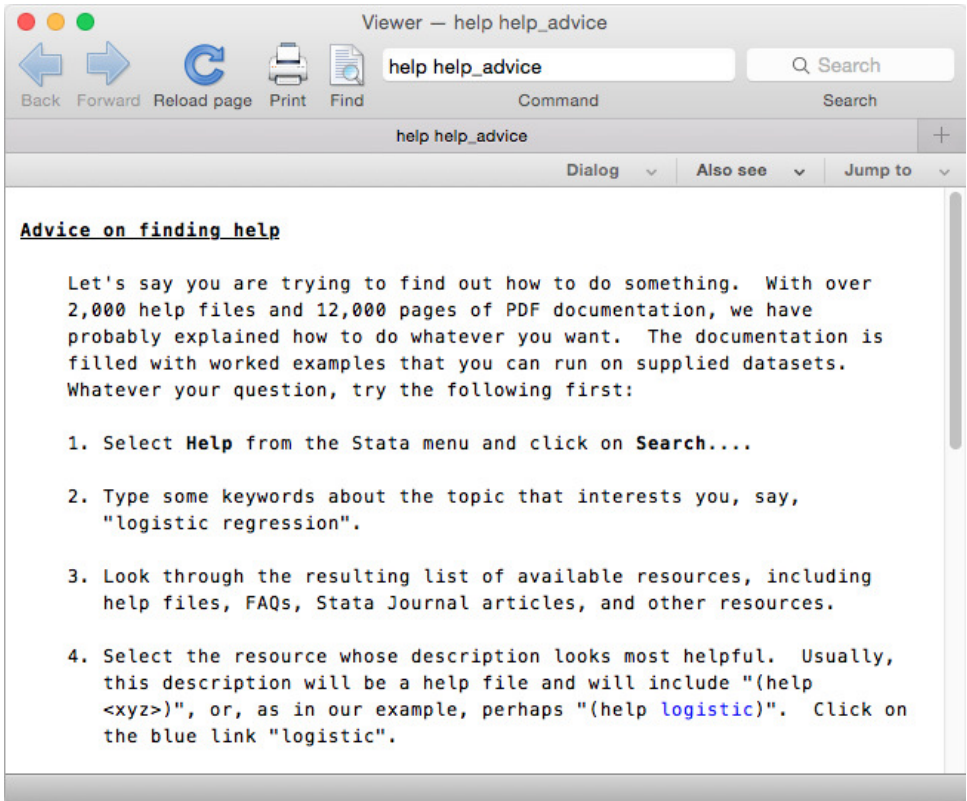 Viewer — help help_advice
help help_advice
Search
Back Forward Reload page Print Find Command Search
help help_advice
Dialog Also see Jump to
Advice on finding help
Let's say you are trying to find out how to do something.  With over
2,000 help files and 12,000 pages of PDF documentation, we have
probably explained how to do whatever you want.  The documentation is
filled with worked examples that you can run on supplied datasets.
Whatever your question, try the following first:
1. Select Help from the Stata menu and click on Search....
2. Type some keywords about the topic that interests you, say,
"logistic regression".
3. Look through the resulting list of available resources, including
help files, FAQs, Stata Journal articles, and other resources.
4. Select the resource whose description looks most helpful.  Usually,
this description will be a help file and will include "(help
<xyz>)", or, as in our example, perhaps "(help logistic)".  Click on
the blue link "logistic".